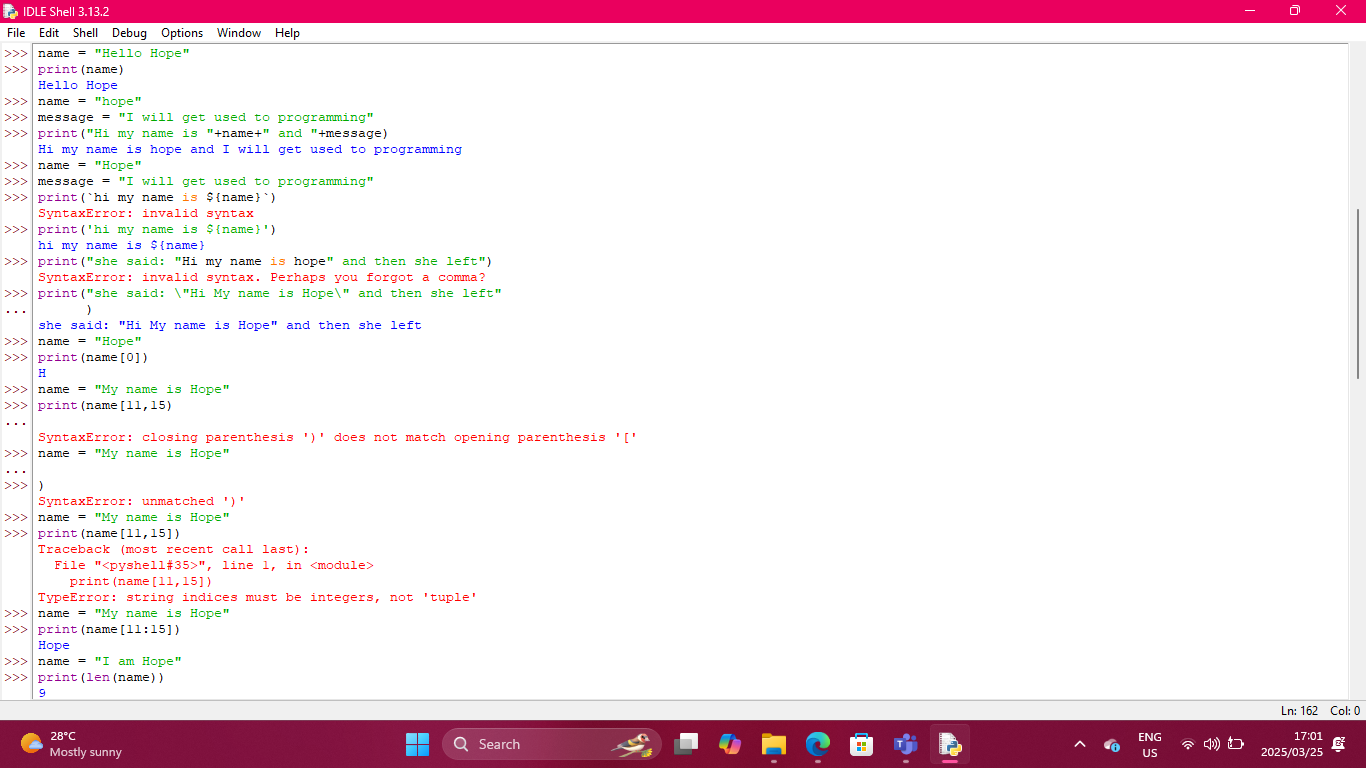 IDLE Shell 3.13.2
File Edit Shell Debug Options Window Help
>>> name = "Hello Hope"
>>> print(name)
Hello Hope
>>> name = "hope"
>>> message = "I will get used to programming"
>>> print("Hi my name is "+name+" and "+message)
Hi my name is hope and I will get used to programming
>>> name = "Hope"
>>> message = "I will get used to programming"
>>> print(`hi my name is ${name}`)
SyntaxError: invalid syntax
>>> print('hi my name is ${name}')
hi my name is ${name}
>>> print("she said: "Hi my name is hope" and then she left")
SyntaxError: invalid syntax. Perhaps you forgot a comma?
>>> print("she said: \"Hi My name is Hope\" and then she left"
... )
she said: "Hi My name is Hope" and then she left
>>> name = "Hope"
>>> print(name[0])
H
>>> name = "My name is Hope"
>>> print(name[11,15)
...
SyntaxError: closing parenthesis ')' does not match opening parenthesis '['
>>> name = "My name is Hope"
...
>>> )
SyntaxError: unmatched ')'
>>> name = "My name is Hope"
>>> print(name[11,15])
Traceback (most recent call last):
File "<pyshell#35>", line 1, in <module>
print(name[11,15])
TypeError: string indices must be integers, not 'tuple'
>>> name = "My name is Hope"
>>> print(name[11:15])
Hope
>>> name = "I am Hope"
>>> print(len(name))
9
Ln: 162 Col: 0
28°C
Mostly sunny
Search
ENG
US
17:01
2025/03/25